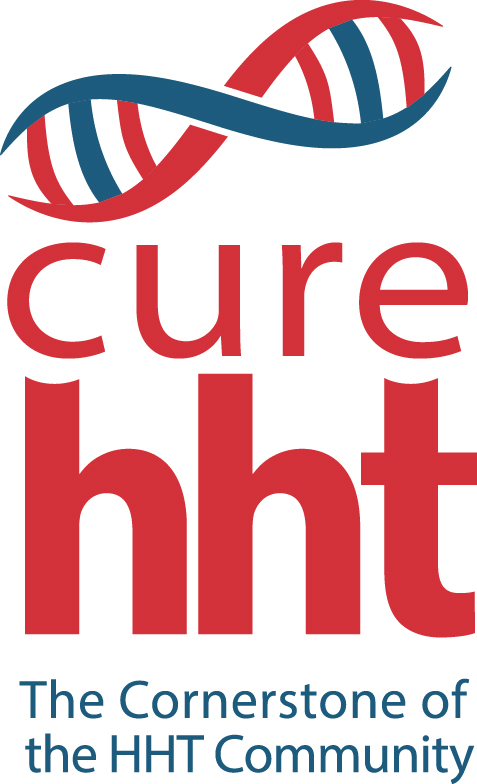 cure
hht
The Cornerstone of
the HHT Community